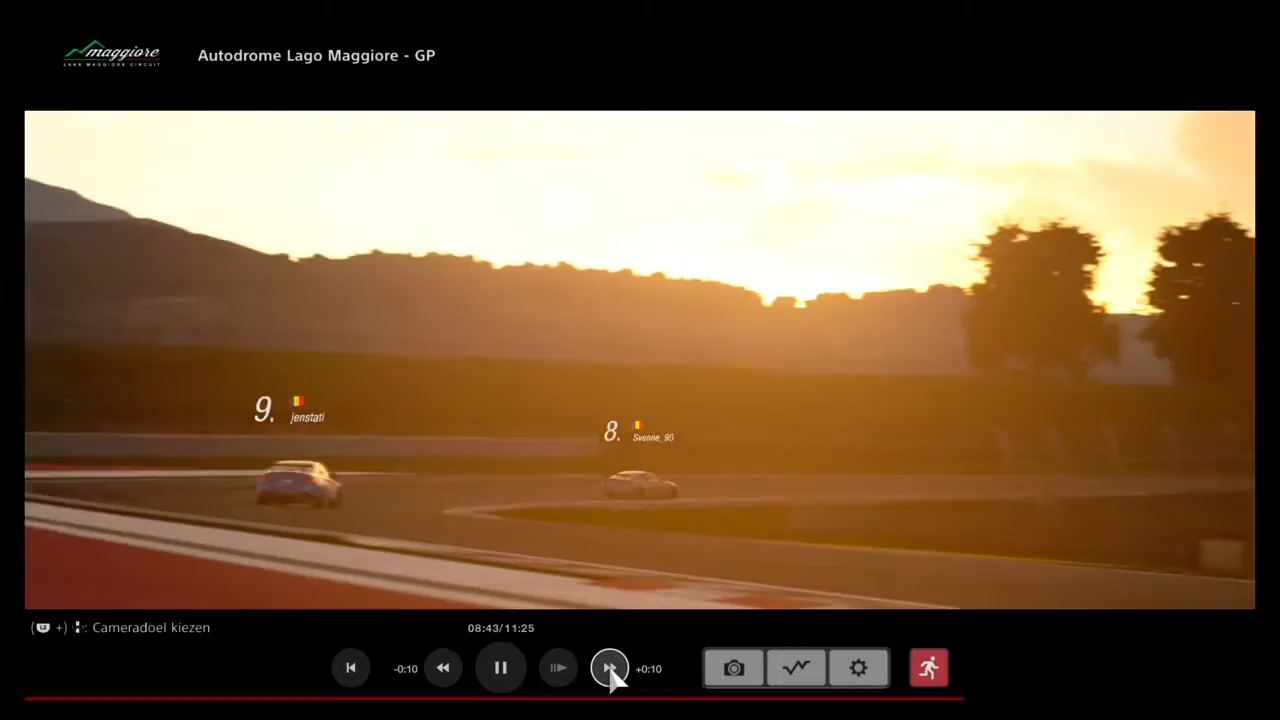 maggiore
LAKE MAGGIORE CIRCUIT
Autodrome Lago Maggiore - GP
9. jenstati
8. Svenne_90
(L3 +) : Cameradoel kiezen
08:43/11:25
-0:10
+0:10